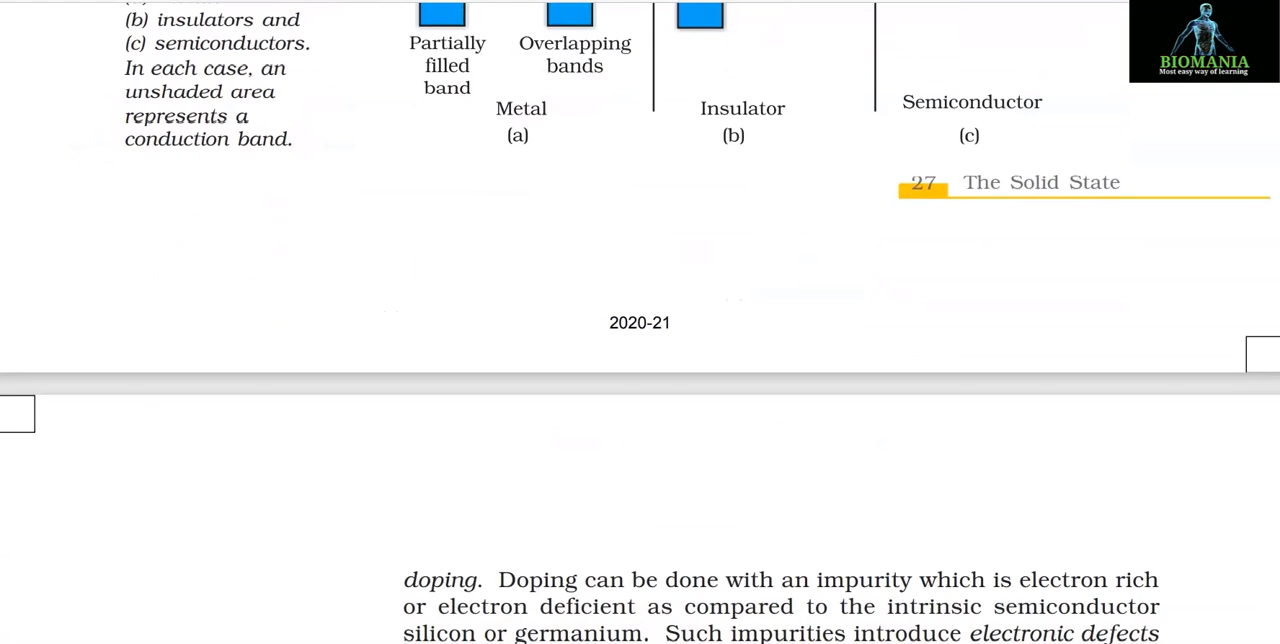 (b) insulators and
(c) semiconductors.
In each case, an
unshaded area
represents a
conduction band.
Partially
filled
band
Overlapping
bands
Metal
(a)
Insulator
(b)
Semiconductor
(c)
BIOMANIA
Most easy way of learning
27 The Solid State
2020-21
doping. Doping can be done with an impurity which is electron rich
or electron deficient as compared to the intrinsic semiconductor
silicon or germanium. Such impurities introduce electronic defects